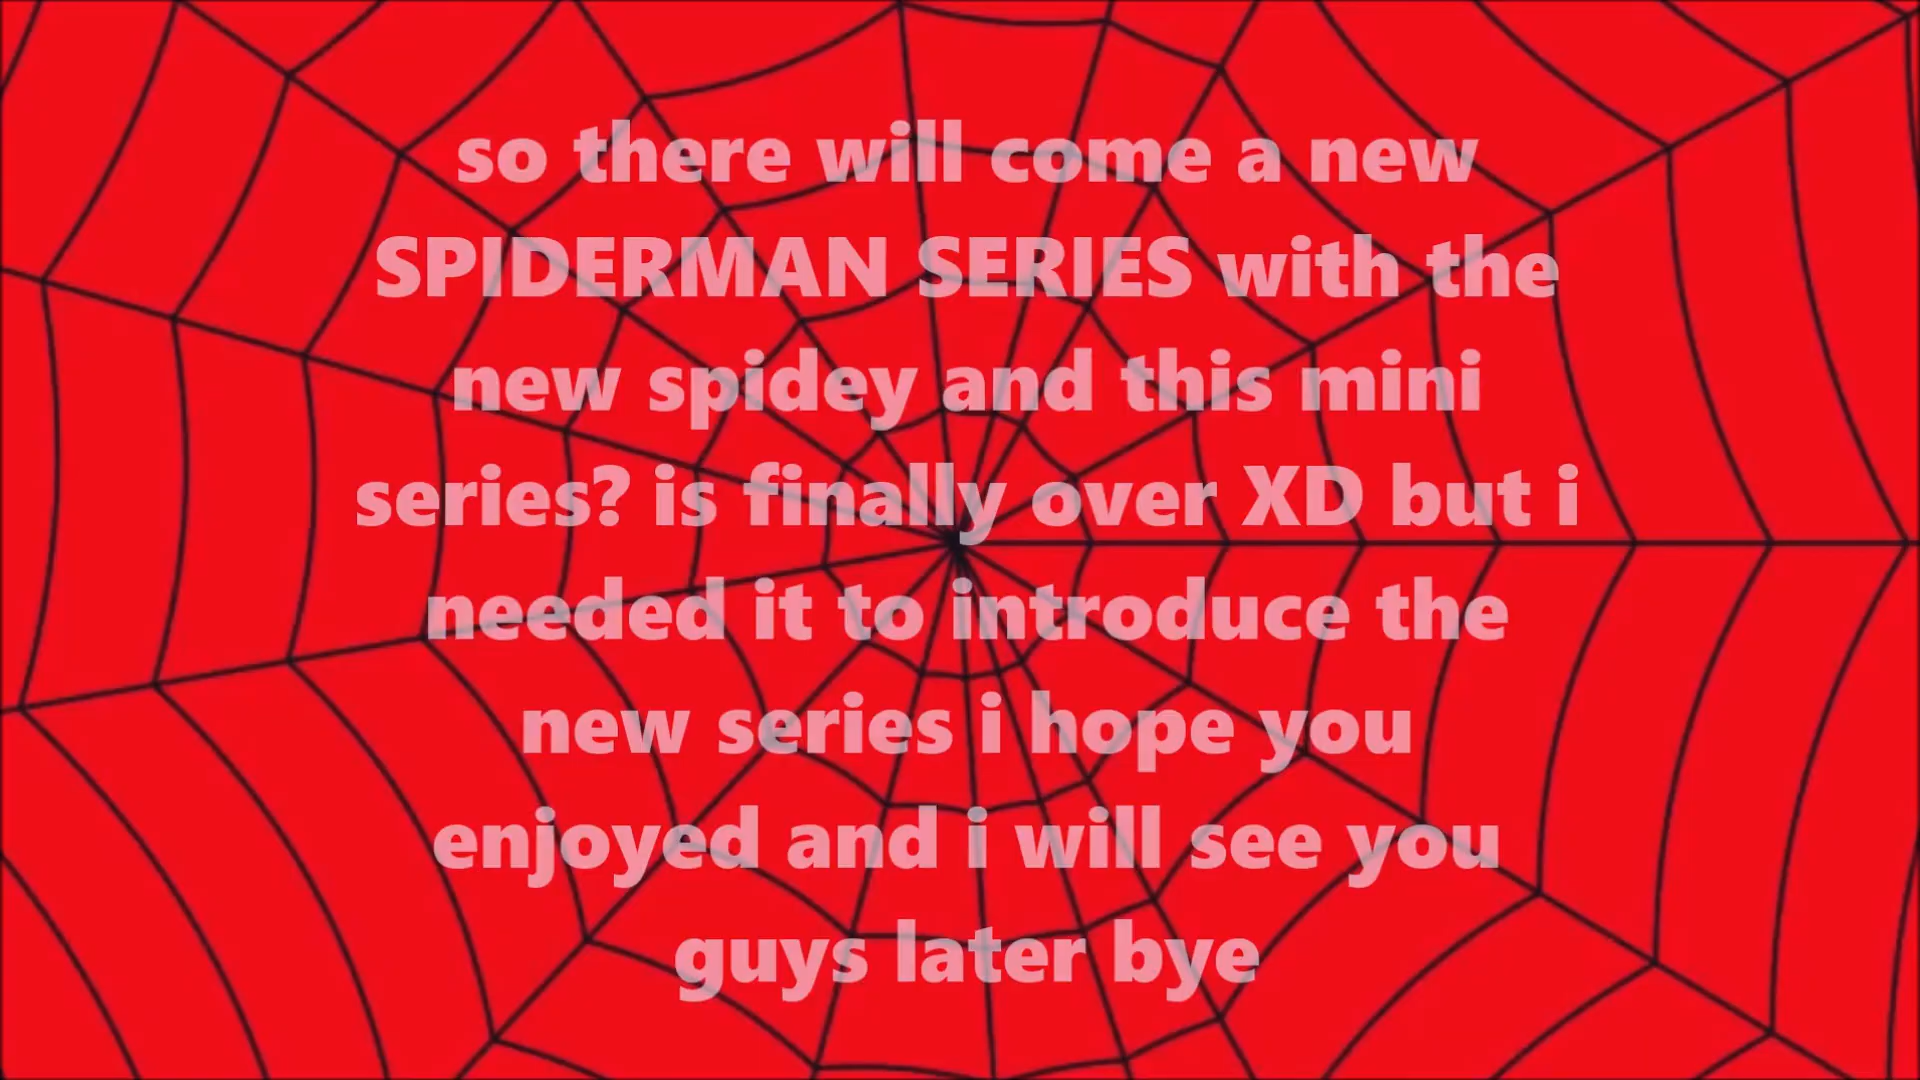 so there will come a new
SPIDERMAN SERIES with the
new spidey and this mini
series? is finally over XD but i
needed it to introduce the
new series i hope you
enjoyed and i will see you
guys later bye